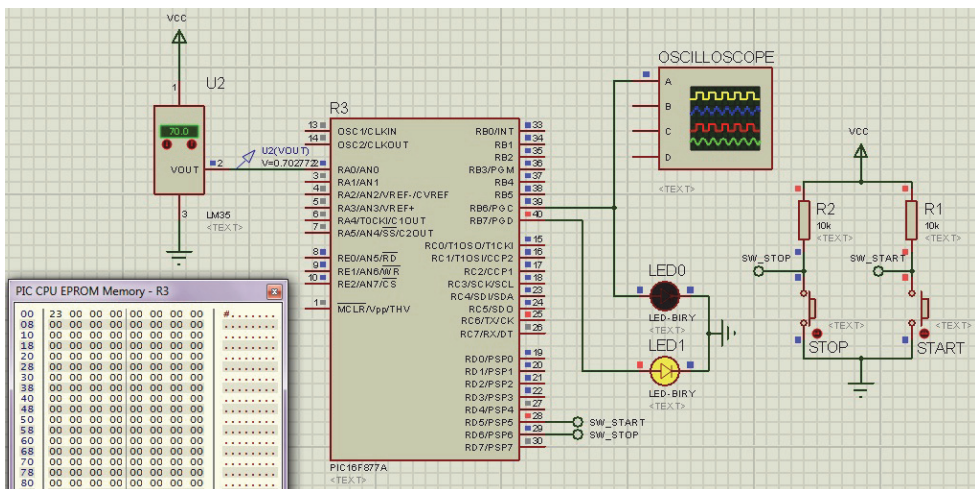 VCC
U2
1
70.0
VOUT
2
U2(VOUT)
V=0.702772
3
LM35
<TEXT>
R3
13 OSC1/CLKIN
14 OSC2/CLKOUT
2 RA0/AN0
3 RA1/AN1
4 RA2/AN2/VREF-/CVREF
5 RA3/AN3/VREF+
6 RA4/T0CKI/C1OUT
7 RA5/AN4/SS/C2OUT
8 RE0/AN5/RD
9 RE1/AN6/WR
10 RE2/AN7/CS
1 MCLR/Vpp/THV
RB0/INT 33
RB1 34
RB2 35
RB3/PGM 36
RB4 37
RB5 38
RB6/PGC 39
RB7/PGD 40
RC0/T1OSO/T1CKI 15
RC1/T1OSI/CCP2 16
RC2/CCP1 17
RC3/SCK/SCL 18
RC4/SDI/SDA 23
RC5/SDO 24
RC6/TX/CK 25
RC7/RX/DT 26
RD0/PSP0 19
RD1/PSP1 20
RD2/PSP2 21
RD3/PSP3 22
RD4/PSP4 27
RD5/PSP5 28
RD6/PSP6 29
RD7/PSP7 30
PIC16F877A
<TEXT>
SW_START
SW_STOP
OSCILLOSCOPE
A
B
C
D
<TEXT>
LED0
LED-BIRY
<TEXT>
LED1
LED-BIRY
<TEXT>
VCC
R2
10k
<TEXT>
R1
10k
<TEXT>
SW_STOP
SW_START
<TEXT>
<TEXT>
STOP
START
PIC CPU EPROM Memory - R3
00 23 00 00 00 00 00 00 00 #.......
08 00 00 00 00 00 00 00 00 ........
10 00 00 00 00 00 00 00 00 ........
18 00 00 00 00 00 00 00 00 ........
20 00 00 00 00 00 00 00 00 ........
28 00 00 00 00 00 00 00 00 ........
30 00 00 00 00 00 00 00 00 ........
38 00 00 00 00 00 00 00 00 ........
40 00 00 00 00 00 00 00 00 ........
48 00 00 00 00 00 00 00 00 ........
50 00 00 00 00 00 00 00 00 ........
58 00 00 00 00 00 00 00 00 ........
60 00 00 00 00 00 00 00 00 ........
68 00 00 00 00 00 00 00 00 ........
70 00 00 00 00 00 00 00 00 ........
78 00 00 00 00 00 00 00 00 ........
80 00 00 00 00 00 00 00 00 ........